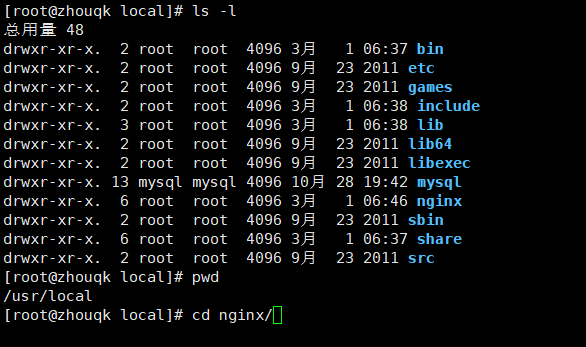 [root@zhouqk local]# ls -l
总用量 48
drwxr-xr-x.  2 root  root  4096 3月   1 06:37 bin
drwxr-xr-x.  2 root  root  4096 9月  23 2011 etc
drwxr-xr-x.  2 root  root  4096 9月  23 2011 games
drwxr-xr-x.  2 root  root  4096 3月   1 06:38 include
drwxr-xr-x.  3 root  root  4096 3月   1 06:38 lib
drwxr-xr-x.  2 root  root  4096 9月  23 2011 lib64
drwxr-xr-x.  2 root  root  4096 9月  23 2011 libexec
drwxr-xr-x. 13 mysql mysql 4096 10月 28 19:42 mysql
drwxr-xr-x.  6 root  root  4096 3月   1 06:46 nginx
drwxr-xr-x.  2 root  root  4096 9月  23 2011 sbin
drwxr-xr-x.  6 root  root  4096 3月   1 06:37 share
drwxr-xr-x.  2 root  root  4096 9月  23 2011 src
[root@zhouqk local]# pwd
/usr/local
[root@zhouqk local]# cd nginx/